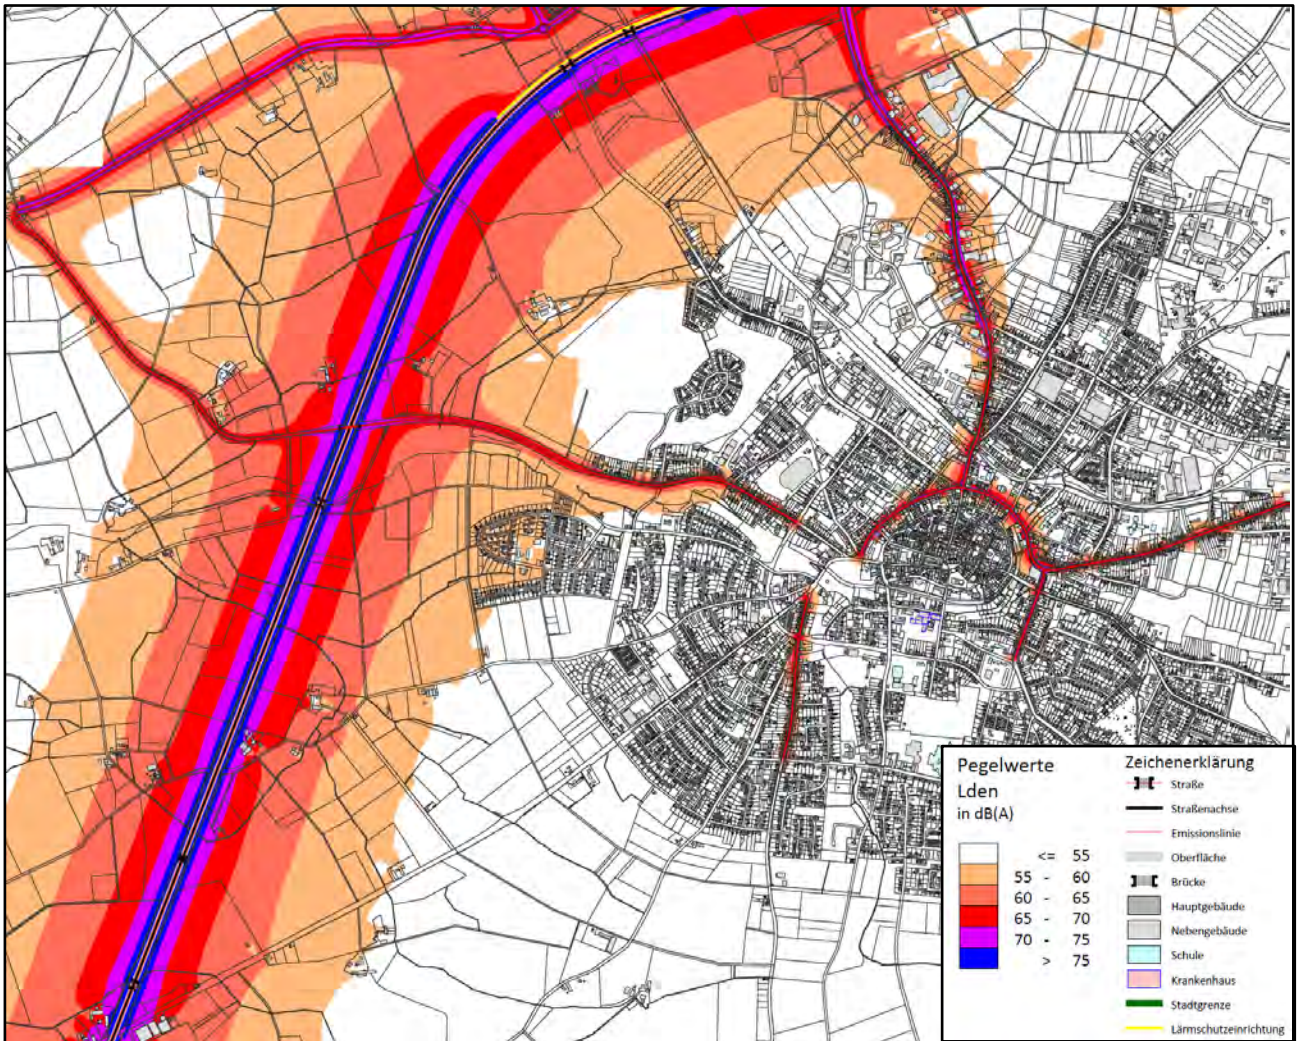 Pegelwerte
Lden
in dB(A)
<= 55
55 - 60
60 - 65
65 - 70
70 - 75
> 75
Zeichenerklärung
Straße
Straßenachse
Emissionslinie
Oberfläche
Brücke
Hauptgebäude
Nebengebäude
Schule
Krankenhaus
Stadtgrenze
Lärmschutzeinrichtung